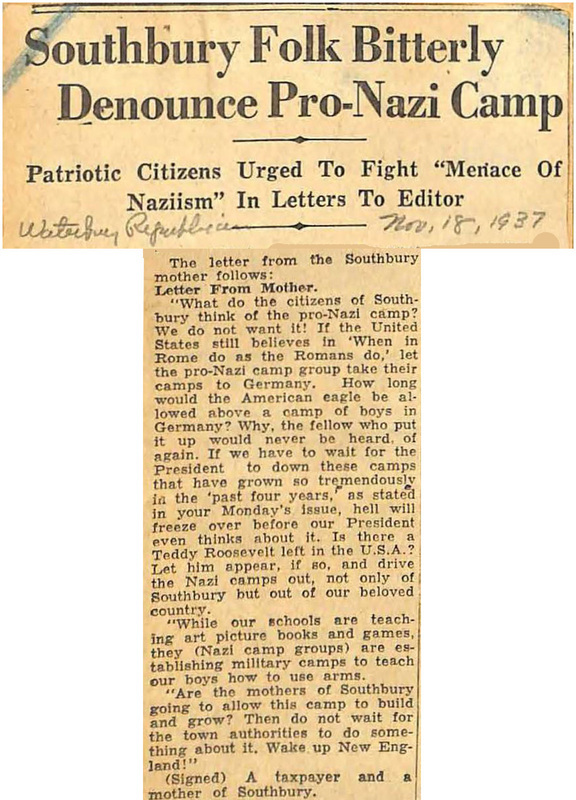 Southbury Folk Bitterly
Denounce Pro-Nazi Camp
Patriotic Citizens Urged To Fight “Menace Of
Naziism” In Letters To Editor
Waterbury Republican Nov, 18, 1937
The letter from the Southbury
mother follows:
Letter From Mother.
“What do the citizens of South-
bury think of the pro-Nazi camp?
We do not want it! If the United
States still believes in ‘When in
Rome do as the Romans do,’ let
the pro-Nazi camp group take their
camps to Germany. How long
would the American eagle be al-
lowed above a camp of boys in
Germany? Why, the fellow who put
it up would never be heard, of
again. If we have to wait for the
President to down these camps
that have grown so tremendously
in the ‘past four years,’ as stated
in your Monday's issue, hell will
freeze over before our President
even thinks about it. Is there a
Teddy Roosevelt left in the U.S.A.?
Let him appear, if so, and drive
the Nazi camps out, not only of
Southbury but out of our beloved
country.
“While our schools are teach-
ing art picture books and games,
they (Nazi camp groups) are es-
tablishing military camps to teach
our boys how to use arms.
“Are the mothers of Southbury
going to allow this camp to build
and grow? Then do not wait for
the town authorities to do some-
thing about it. Wake up New Eng-
land!”
(Signed) A taxpayer and a
mother of Southbury.